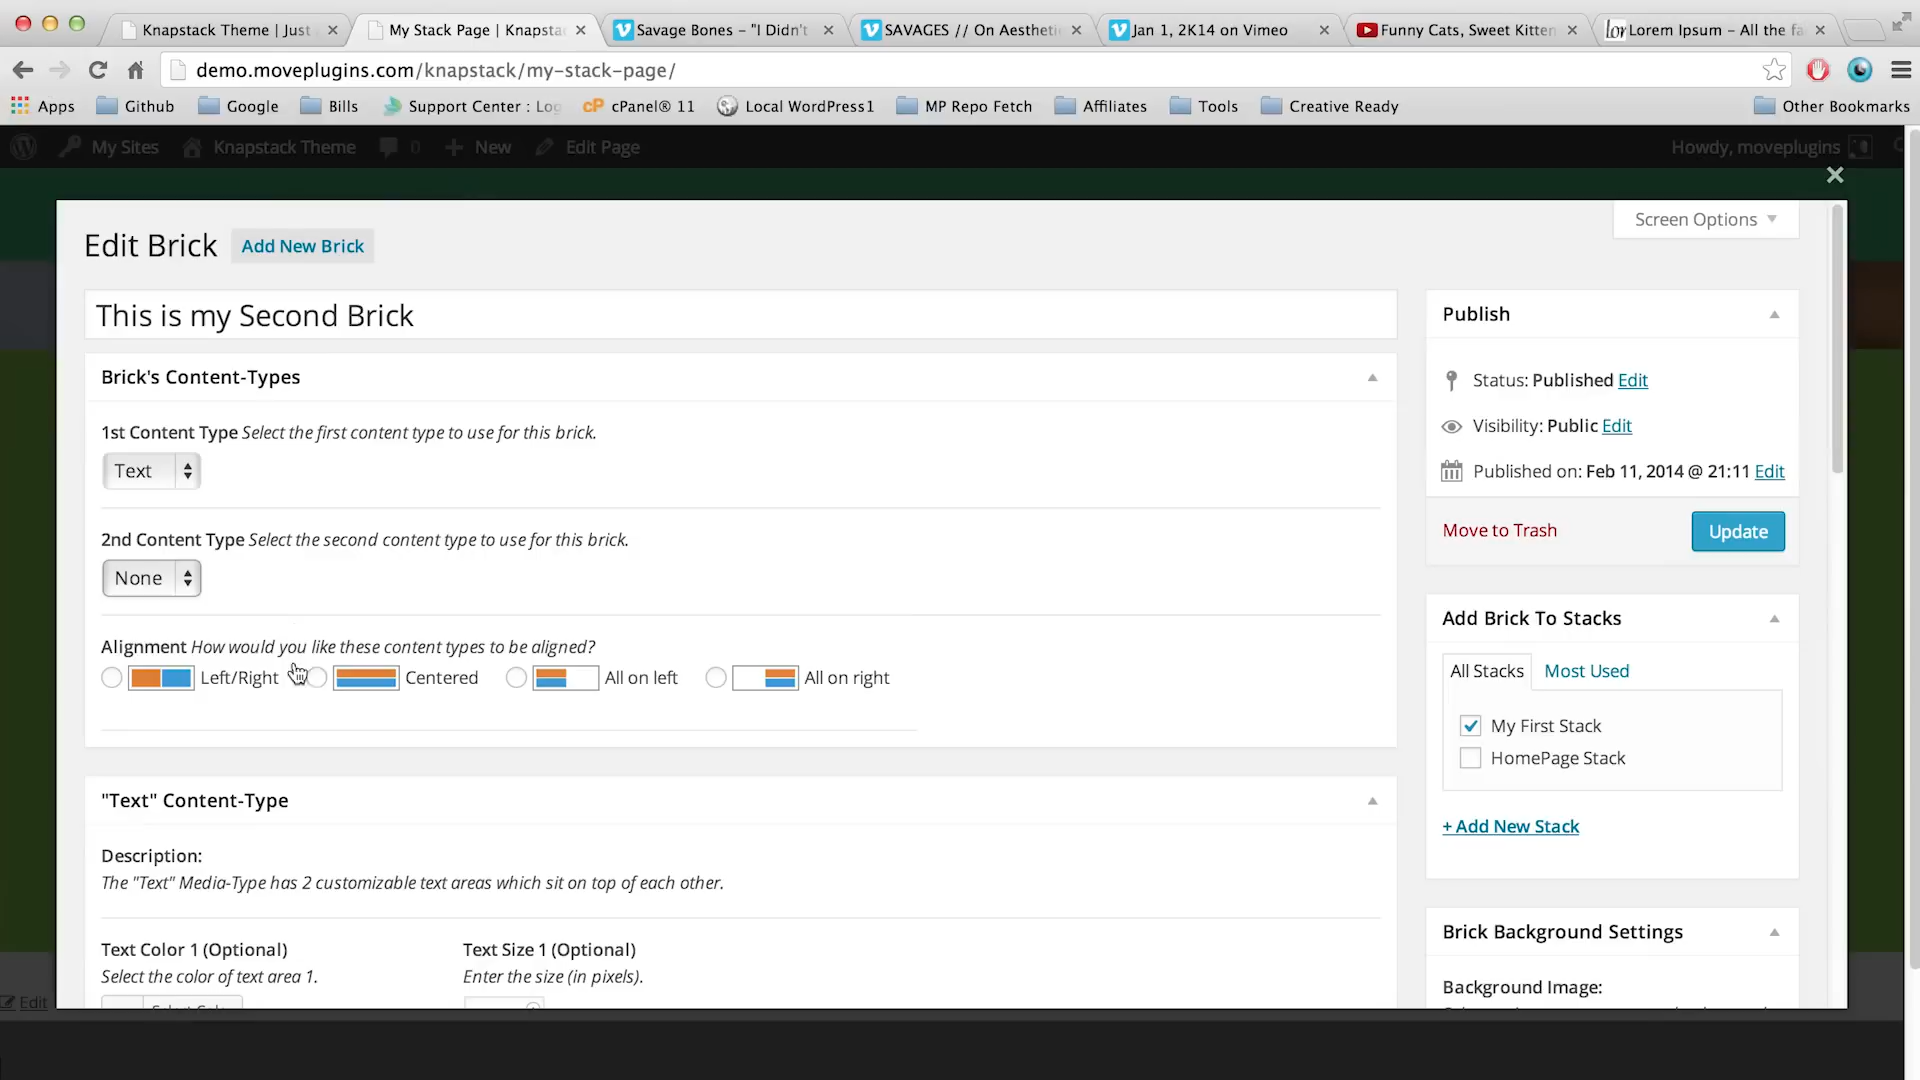 Knapstack Theme | Just
My Stack Page | Knapsta
Savage Bones – "I Didn't
SAVAGES // On Aestheti
Jan 1, 2K14 on Vimeo
Funny Cats, Sweet Kitten
Lorem Ipsum – All the fa
demo.moveplugins.com/knapstack/my-stack-page/
Apps Github Google Bills Support Center : Log cPanel® 11 Local WordPress1 MP Repo Fetch Affiliates Tools Creative Ready Other Bookmarks
My Sites Knapstack Theme 0 New Edit Page Howdy, moveplugins
Screen Options
Edit Brick Add New Brick
This is my Second Brick
Brick's Content-Types
1st Content Type Select the first content type to use for this brick.
Text
2nd Content Type Select the second content type to use for this brick.
None
Alignment How would you like these content types to be aligned?
Left/Right Centered All on left All on right
"Text" Content-Type
Description:
The "Text" Media-Type has 2 customizable text areas which sit on top of each other.
Text Color 1 (Optional) Text Size 1 (Optional)
Select the color of text area 1. Enter the size (in pixels).
Publish
Status: Published Edit
Visibility: Public Edit
Published on: Feb 11, 2014 @ 21:11 Edit
Move to Trash Update
Add Brick To Stacks
All Stacks Most Used
My First Stack
HomePage Stack
+ Add New Stack
Brick Background Settings
Background Image:
Edit